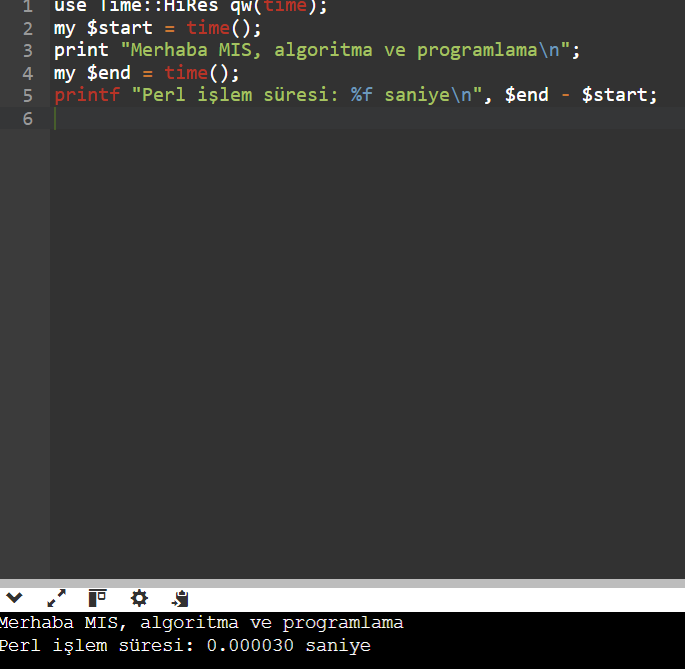 1 use Time::HiRes qw(time);
2 my $start = time();
3 print "Merhaba MIS, algoritma ve programlama\n";
4 my $end = time();
5 printf "Perl işlem süresi: %f saniye\n", $end - $start;
6
Merhaba MIS, algoritma ve programlama
Perl işlem süresi: 0.000030 saniye